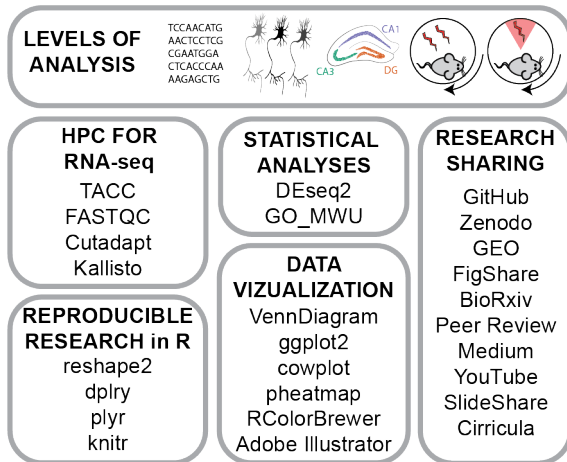 LEVELS OF
ANALYSIS
TCCAACATG
AACTCCTCG
CGAATGGA
CTCACCCAA
AAGAGCTG
CA1
CA3
DG
HPC FOR
RNA-seq
TACC
FASTQC
Cutadapt
Kallisto
REPRODUCIBLE
RESEARCH in R
reshape2
dplry
plyr
knitr
STATISTICAL
ANALYSES
DEseq2
GO_MWU
DATA
VIZUALIZATION
VennDiagram
ggplot2
cowplot
pheatmap
RColorBrewer
Adobe Illustrator
RESEARCH
SHARING
GitHub
Zenodo
GEO
FigShare
BioRxiv
Peer Review
Medium
YouTube
SlideShare
Cirricula